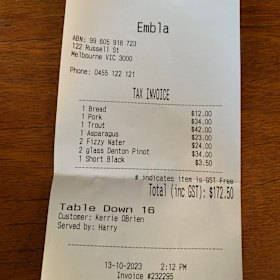 Embla
ABN: 99 605 918 723
122 Russell St
Melbourne VIC 3000
Phone: 0455 122 121
TAX INVOICE
1 Bread $12.00
1 Pork $34.00
1 Trout $42.00
1 Asparagus $23.00
2 Fizzy Water $24.00
2 glass Denton Pinot $34.00
1 Short Black $3.50
# indicates item is GST Free
Total (inc GST): $172.50
Table Down 16
Customer: Kerrie OBrien
Served by: Harry
13-10-2023 2:12 PM
Invoice #232295